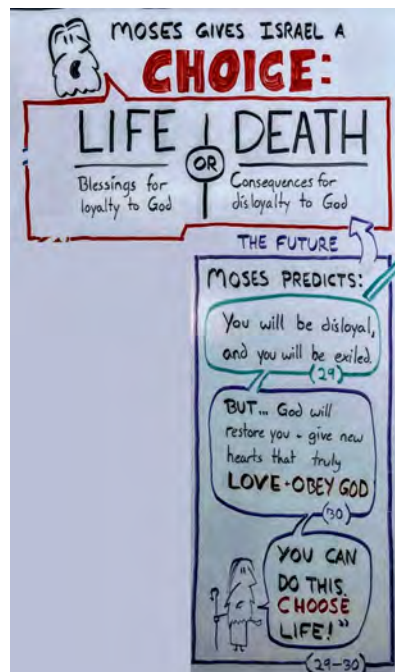 MOSES GIVES ISRAEL A
CHOICE:
LIFE OR DEATH
Blessings for
loyalty to God
Consequences for
disloyalty to God
THE FUTURE
MOSES PREDICTS:
You will be disloyal,
and you will be exiled.
(29)
BUT... God will
restore you + give new
hearts that truly
LOVE + OBEY GOD
(30)
YOU CAN
DO THIS.
CHOOSE
LIFE!"
(29-30)